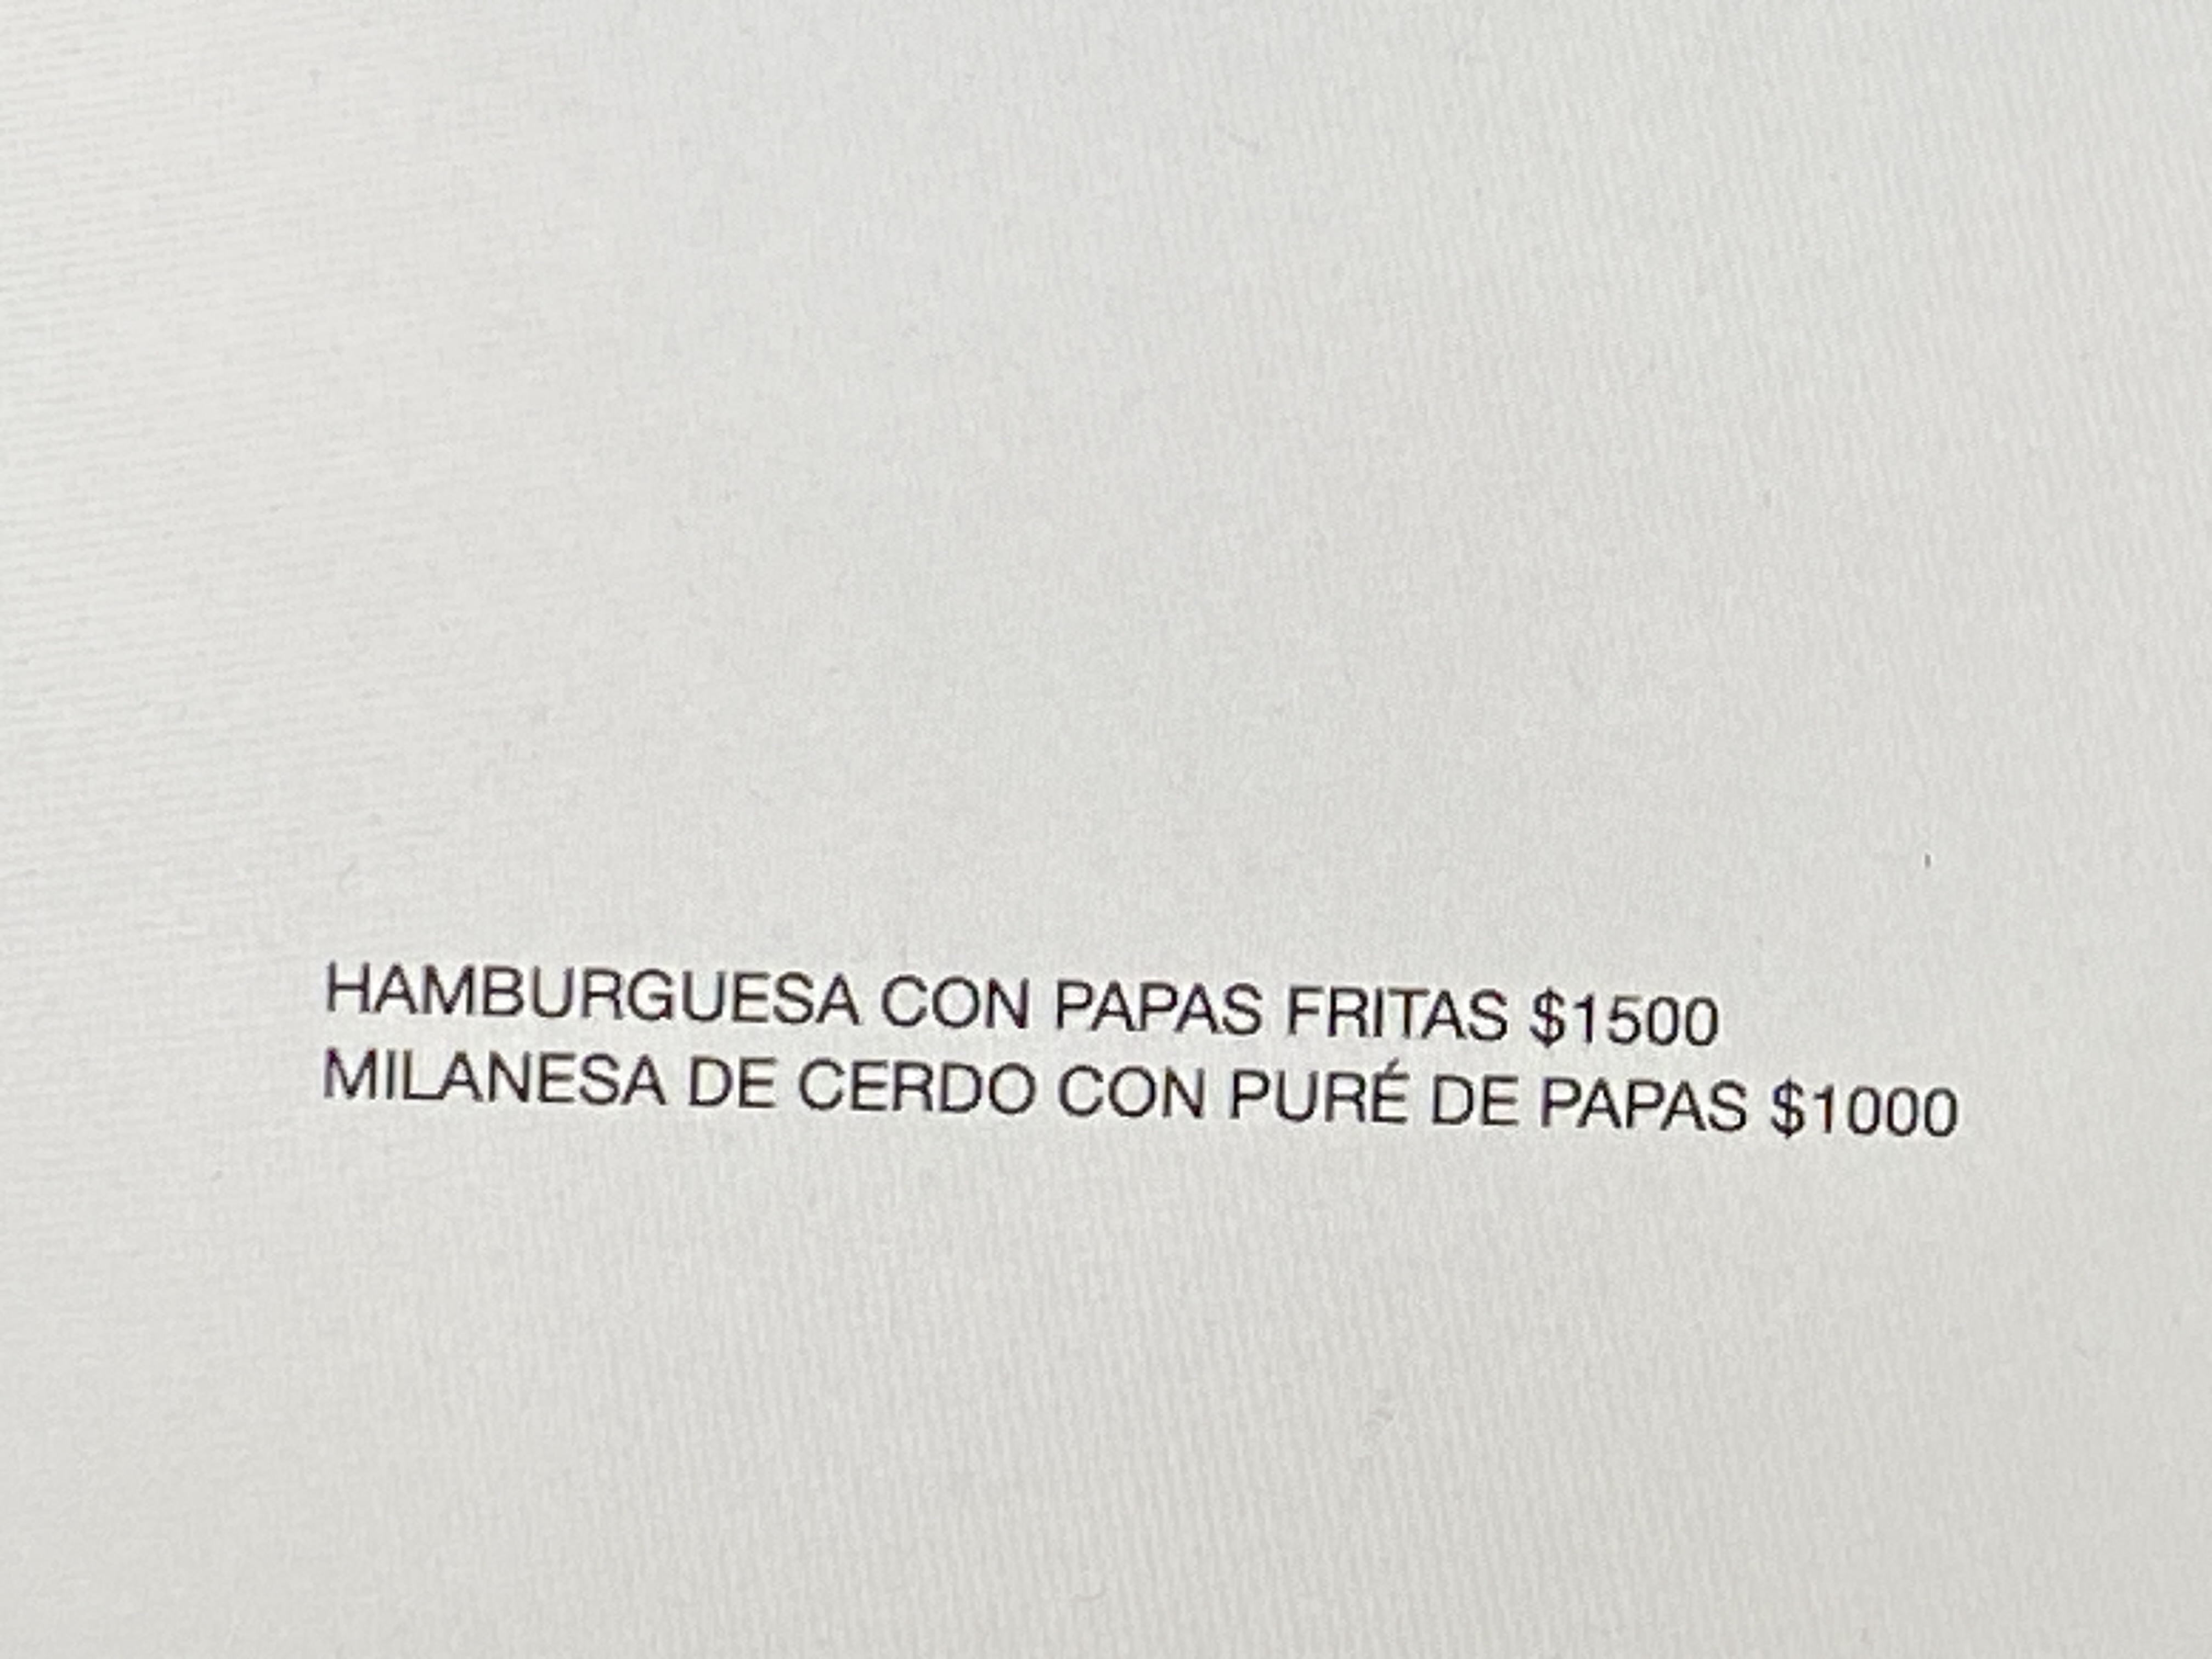 HAMBURGUESA CON PAPAS FRITAS $1500
MILANESA DE CERDO CON PURÉ DE PAPAS $1000